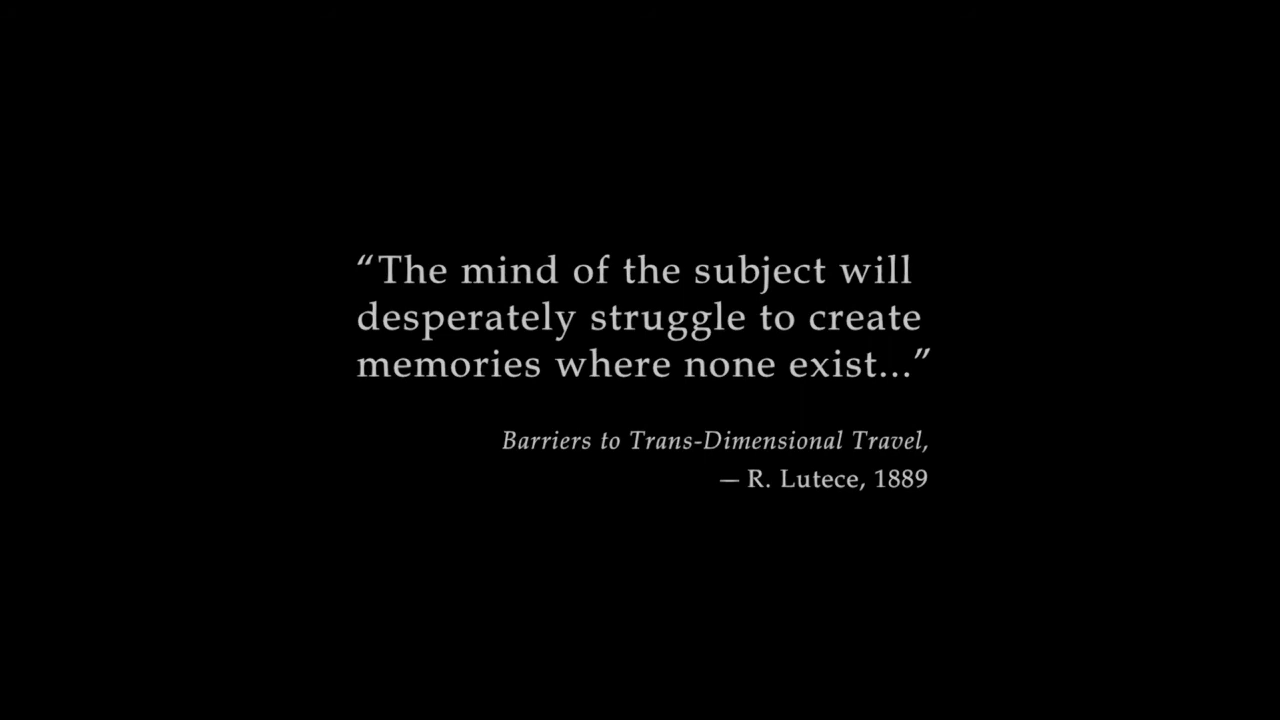 “The mind of the subject will
desperately struggle to create
memories where none exist...”
Barriers to Trans-Dimensional Travel,
— R. Lutece, 1889